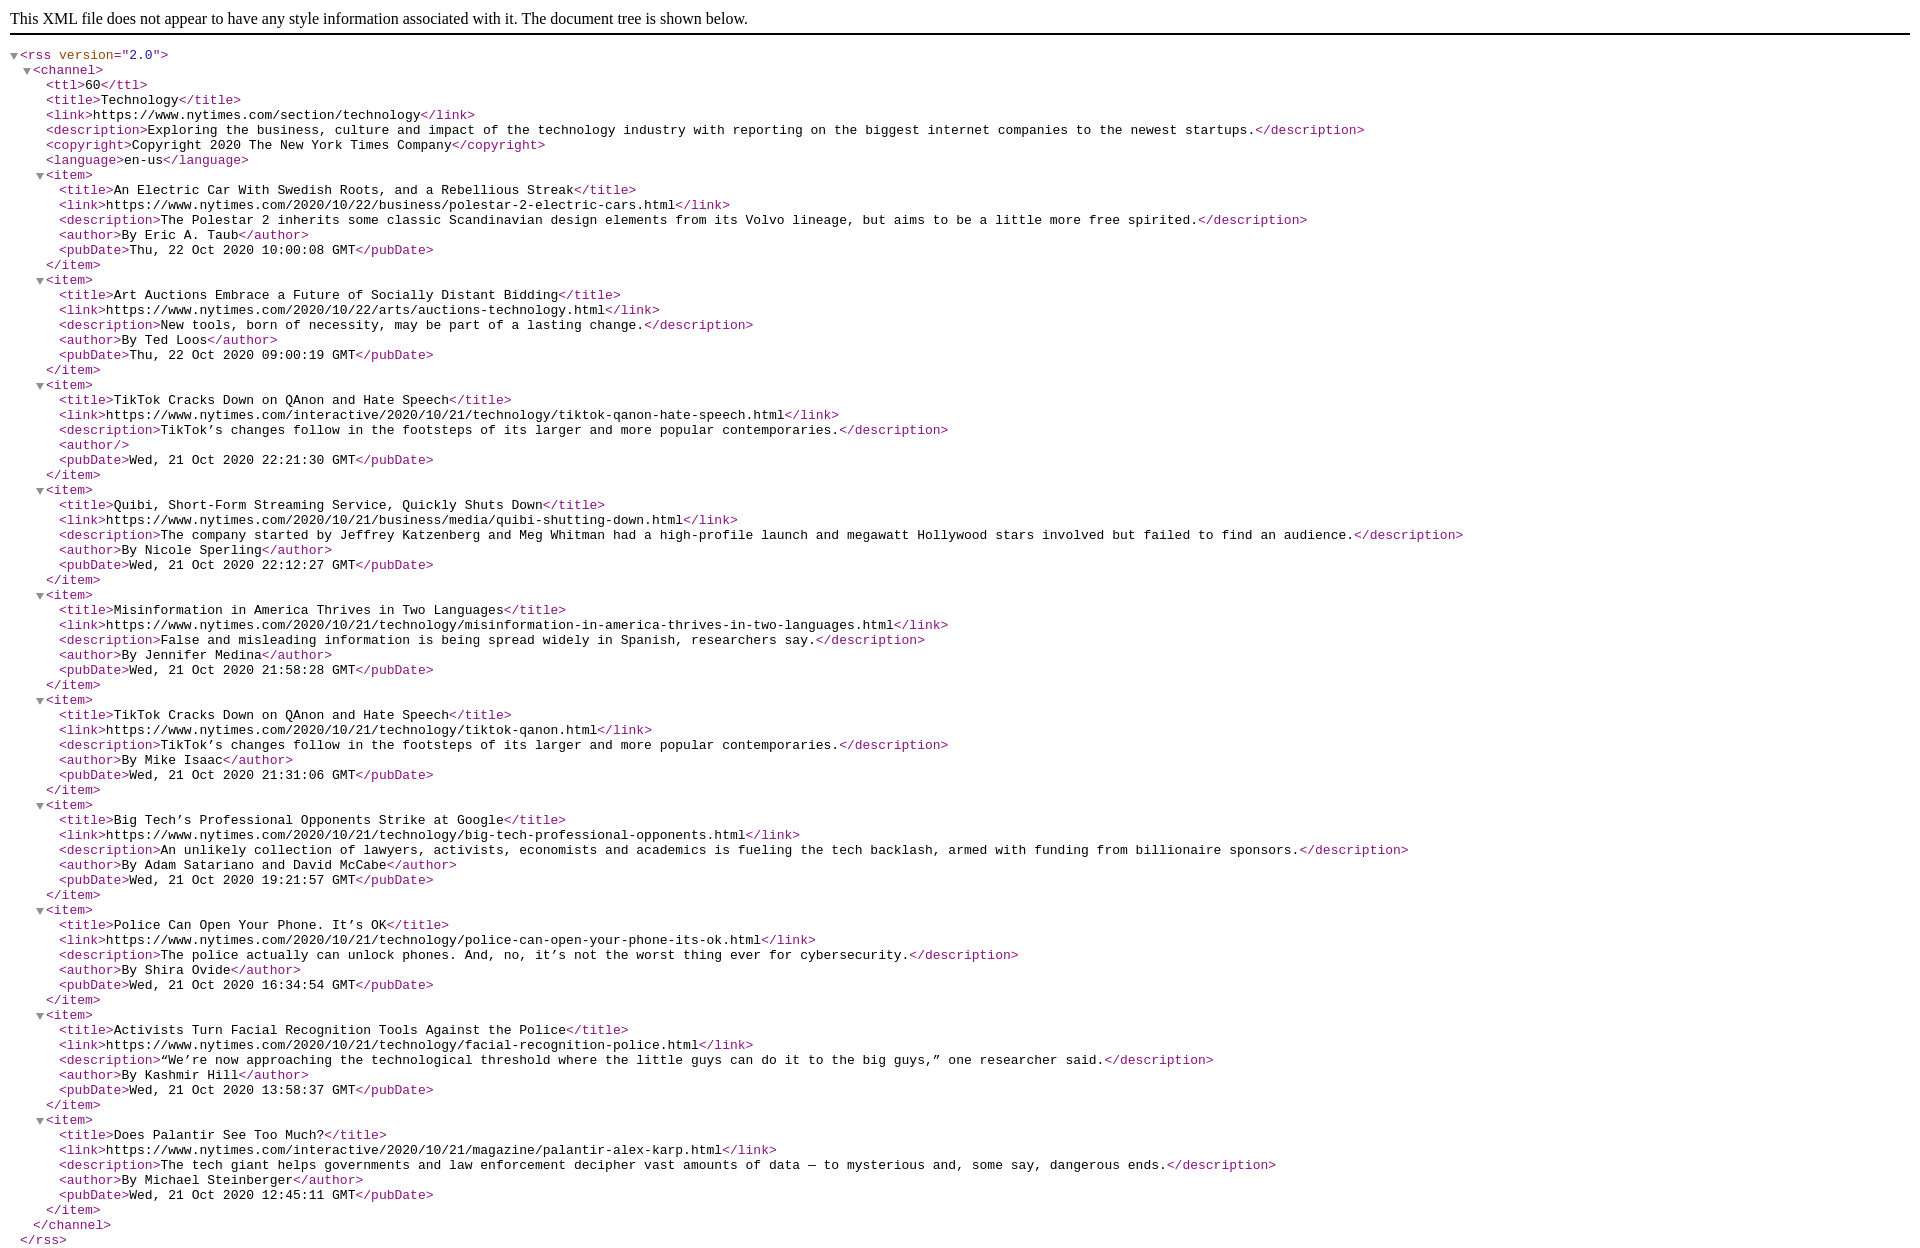 This XML file does not appear to have any style information associated with it. The document tree is shown below.
<rss version="2.0">
<channel>
<ttl>60</ttl>
<title>Technology</title>
<link>https://www.nytimes.com/section/technology</link>
<description>Exploring the business, culture and impact of the technology industry with reporting on the biggest internet companies to the newest startups.</description>
<copyright>Copyright 2020 The New York Times Company</copyright>
<language>en-us</language>
<item>
<title>An Electric Car With Swedish Roots, and a Rebellious Streak</title>
<link>https://www.nytimes.com/2020/10/22/business/polestar-2-electric-cars.html</link>
<description>The Polestar 2 inherits some classic Scandinavian design elements from its Volvo lineage, but aims to be a little more free spirited.</description>
<author>By Eric A. Taub</author>
<pubDate>Thu, 22 Oct 2020 10:00:08 GMT</pubDate>
</item>
<item>
<title>Art Auctions Embrace a Future of Socially Distant Bidding</title>
<link>https://www.nytimes.com/2020/10/22/arts/auctions-technology.html</link>
<description>New tools, born of necessity, may be part of a lasting change.</description>
<author>By Ted Loos</author>
<pubDate>Thu, 22 Oct 2020 09:00:19 GMT</pubDate>
</item>
<item>
<title>TikTok Cracks Down on QAnon and Hate Speech</title>
<link>https://www.nytimes.com/interactive/2020/10/21/technology/tiktok-qanon-hate-speech.html</link>
<description>TikTok’s changes follow in the footsteps of its larger and more popular contemporaries.</description>
<author/>
<pubDate>Wed, 21 Oct 2020 22:21:30 GMT</pubDate>
</item>
<item>
<title>Quibi, Short-Form Streaming Service, Quickly Shuts Down</title>
<link>https://www.nytimes.com/2020/10/21/business/media/quibi-shutting-down.html</link>
<description>The company started by Jeffrey Katzenberg and Meg Whitman had a high-profile launch and megawatt Hollywood stars involved but failed to find an audience.</description>
<author>By Nicole Sperling</author>
<pubDate>Wed, 21 Oct 2020 22:12:27 GMT</pubDate>
</item>
<item>
<title>Misinformation in America Thrives in Two Languages</title>
<link>https://www.nytimes.com/2020/10/21/technology/misinformation-in-america-thrives-in-two-languages.html</link>
<description>False and misleading information is being spread widely in Spanish, researchers say.</description>
<author>By Jennifer Medina</author>
<pubDate>Wed, 21 Oct 2020 21:58:28 GMT</pubDate>
</item>
<item>
<title>TikTok Cracks Down on QAnon and Hate Speech</title>
<link>https://www.nytimes.com/2020/10/21/technology/tiktok-qanon.html</link>
<description>TikTok’s changes follow in the footsteps of its larger and more popular contemporaries.</description>
<author>By Mike Isaac</author>
<pubDate>Wed, 21 Oct 2020 21:31:06 GMT</pubDate>
</item>
<item>
<title>Big Tech’s Professional Opponents Strike at Google</title>
<link>https://www.nytimes.com/2020/10/21/technology/big-tech-professional-opponents.html</link>
<description>An unlikely collection of lawyers, activists, economists and academics is fueling the tech backlash, armed with funding from billionaire sponsors.</description>
<author>By Adam Satariano and David McCabe</author>
<pubDate>Wed, 21 Oct 2020 19:21:57 GMT</pubDate>
</item>
<item>
<title>Police Can Open Your Phone. It’s OK</title>
<link>https://www.nytimes.com/2020/10/21/technology/police-can-open-your-phone-its-ok.html</link>
<description>The police actually can unlock phones. And, no, it’s not the worst thing ever for cybersecurity.</description>
<author>By Shira Ovide</author>
<pubDate>Wed, 21 Oct 2020 16:34:54 GMT</pubDate>
</item>
<item>
<title>Activists Turn Facial Recognition Tools Against the Police</title>
<link>https://www.nytimes.com/2020/10/21/technology/facial-recognition-police.html</link>
<description>“We’re now approaching the technological threshold where the little guys can do it to the big guys,” one researcher said.</description>
<author>By Kashmir Hill</author>
<pubDate>Wed, 21 Oct 2020 13:58:37 GMT</pubDate>
</item>
<item>
<title>Does Palantir See Too Much?</title>
<link>https://www.nytimes.com/interactive/2020/10/21/magazine/palantir-alex-karp.html</link>
<description>The tech giant helps governments and law enforcement decipher vast amounts of data — to mysterious and, some say, dangerous ends.</description>
<author>By Michael Steinberger</author>
<pubDate>Wed, 21 Oct 2020 12:45:11 GMT</pubDate>
</item>
</channel>
</rss>